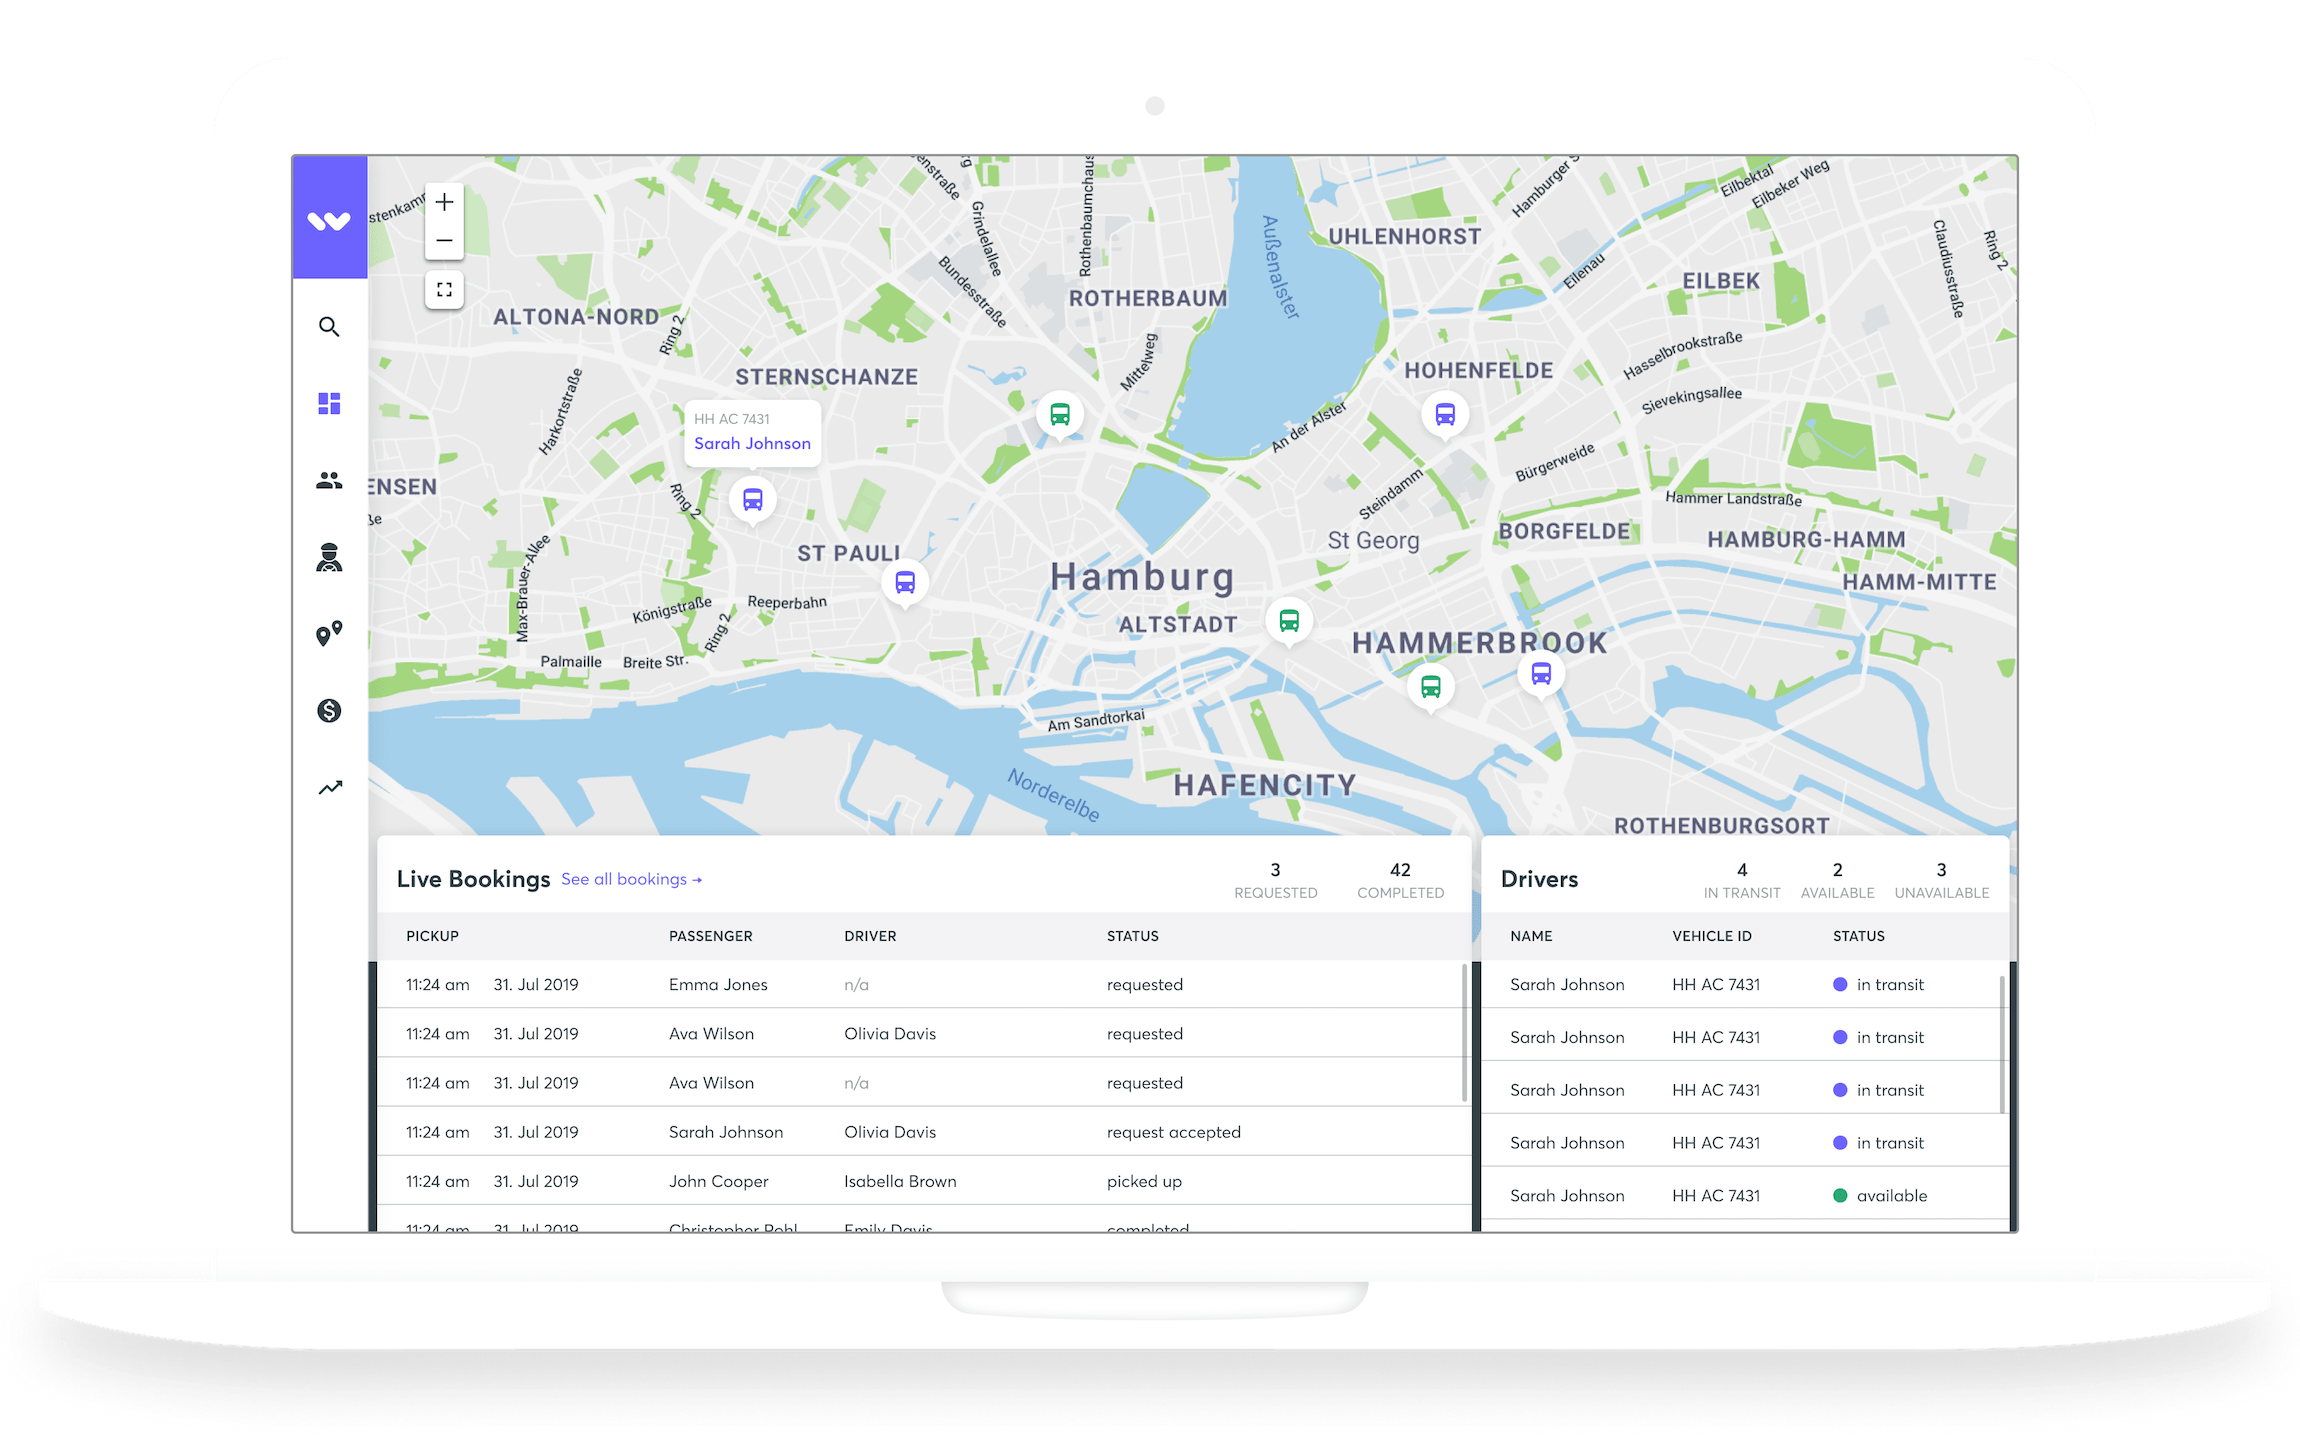 stenkamp
Grindelallee
Rothenbaumchaus
Bundesstraße
Außenalster
Hamburger S
Eilbektal
Eilbeker Weg
Claudiusstraße
Ring 2
UHLENHORST
Eilenau
EILBEK
ROTHERBAUM
ALTONA-NORD
Ring 2
Mittelweg
Hasselbrookstraße
HOHENFELDE
STERNSCHANZE
Sievekingsallee
Harkortstraße
HH AC 7431
Sarah Johnson
An der Alster
Bürgerweide
ENSEN
Ring 2
Steindamm
Hammer Landstraße
ße
BORGFELDE
HAMBURG-HAMM
St Georg
ST PAULI
Max-Brauer-Allee
Hamburg
HAMM-MITTE
Königstraße
Reeperbahn
ALTSTADT
Ring 2
HAMMERBROOK
Palmaille
Breite Str.
Am Sandtorkai
Norderelbe
HAFENCITY
ROTHENBURGSORT
Live Bookings See all bookings →
3
REQUESTED
42
COMPLETED
PICKUP PASSENGER DRIVER STATUS
11:24 am 31. Jul 2019 Emma Jones n/a requested
11:24 am 31. Jul 2019 Ava Wilson Olivia Davis requested
11:24 am 31. Jul 2019 Ava Wilson n/a requested
11:24 am 31. Jul 2019 Sarah Johnson Olivia Davis request accepted
11:24 am 31. Jul 2019 John Cooper Isabella Brown picked up
11:24 am 31. Jul 2019 Christopher Pohl Emily Davis completed
Drivers
4
IN TRANSIT
2
AVAILABLE
3
UNAVAILABLE
NAME VEHICLE ID STATUS
Sarah Johnson HH AC 7431 in transit
Sarah Johnson HH AC 7431 in transit
Sarah Johnson HH AC 7431 in transit
Sarah Johnson HH AC 7431 in transit
Sarah Johnson HH AC 7431 available